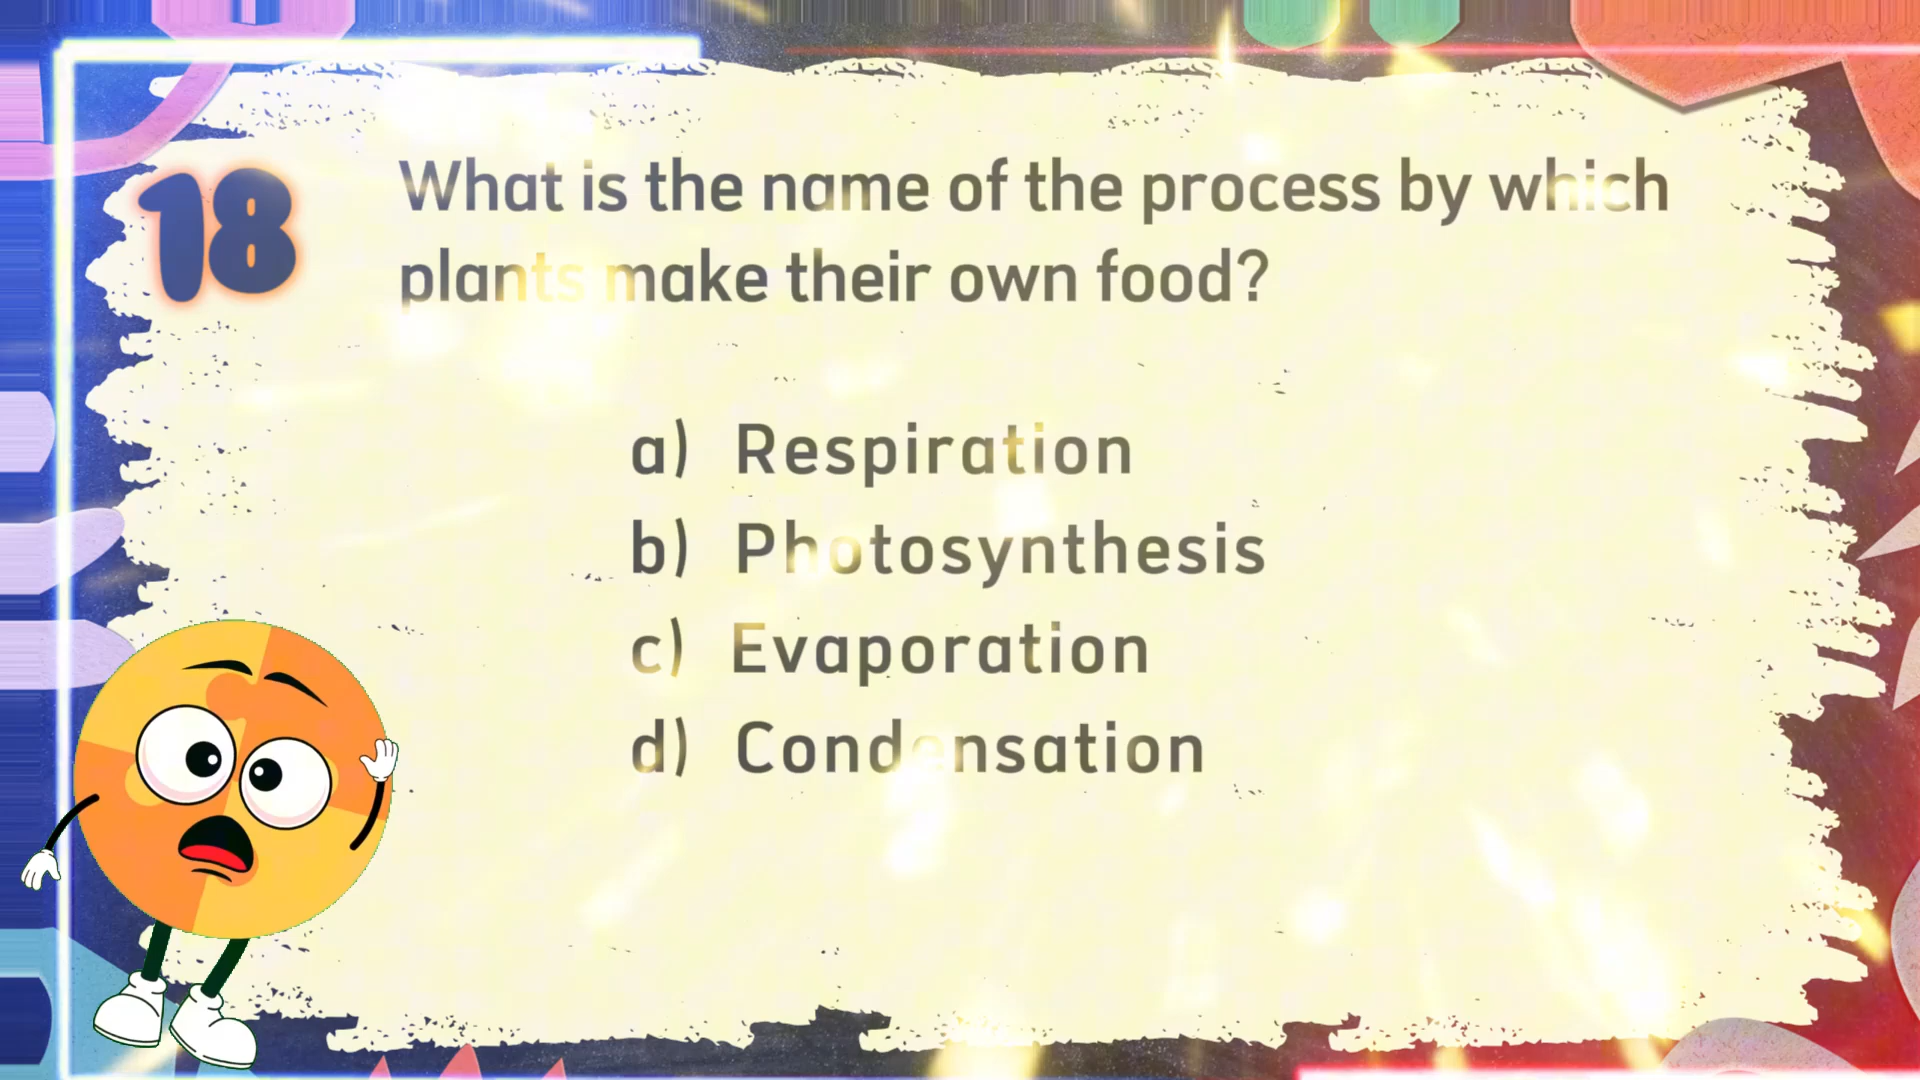 18
What is the name of the process by which
plants make their own food?
a) Respiration
b) Photosynthesis
c) Evaporation
d) Condensation